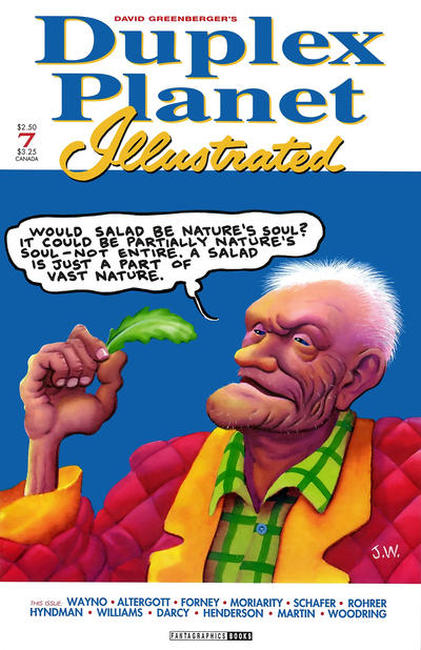 DAVID GREENBERGER'S
Duplex
Planet
Illustrated
$2.50
7
$3.25
CANADA
WOULD SALAD BE NATURE'S SOUL?
IT COULD BE PARTIALLY NATURE'S
SOUL-NOT ENTIRE. A SALAD
IS JUST A PART OF
VAST NATURE.
J.W.
THIS ISSUE: WAYNO • ALTERGOTT • FORNEY • MORIARITY • SCHAFER • ROHRER
HYNDMAN • WILLIAMS • DARCY • HENDERSON • MARTIN • WOODRING
FANTAGRAPHICS BOOKS